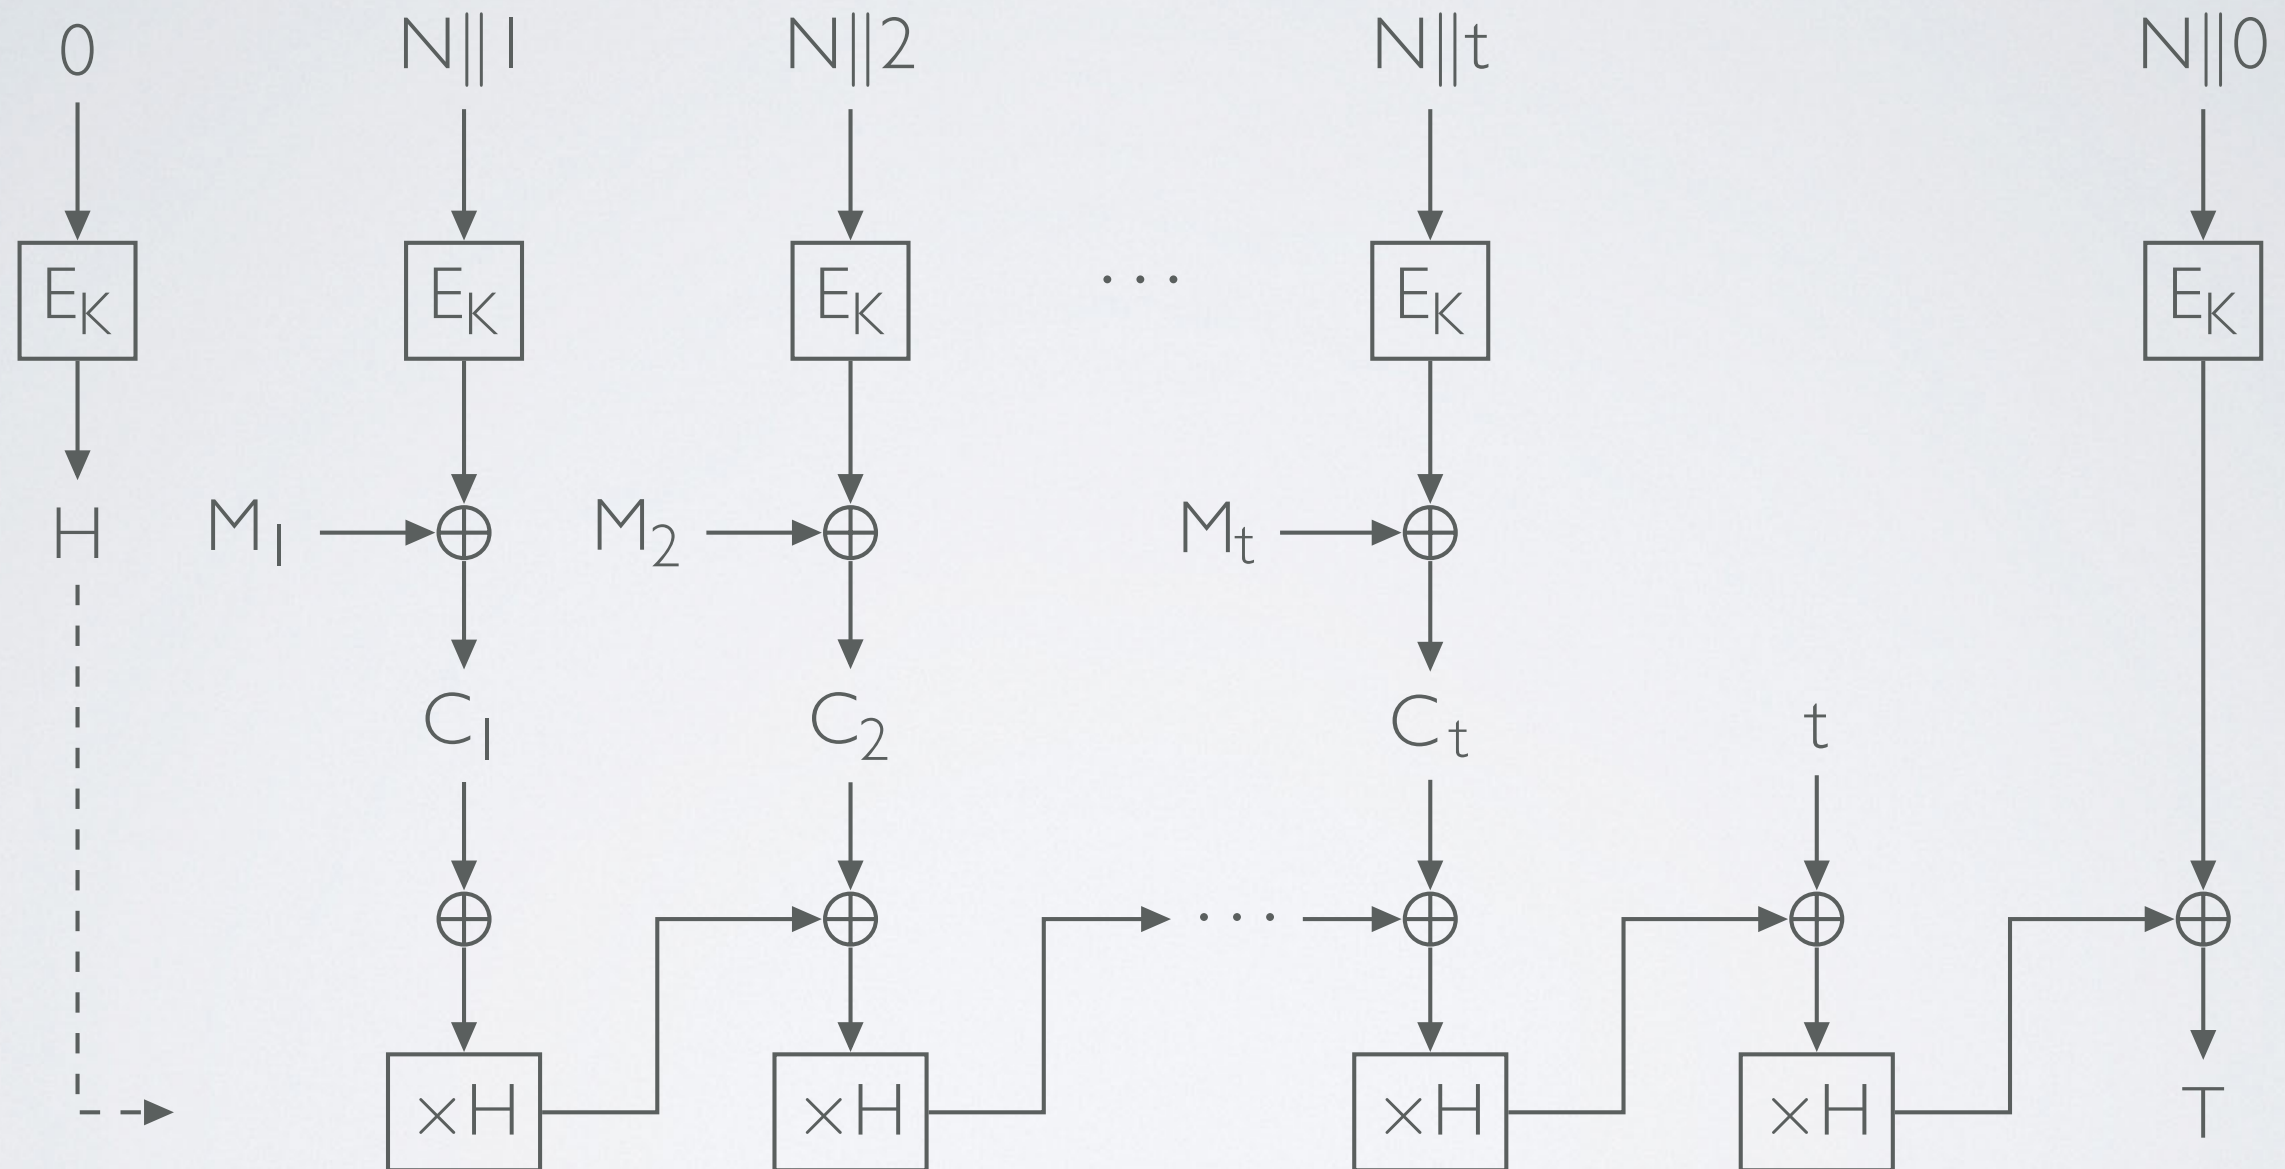 0 N||1 N||2 N||t N||0
E_K E_K E_K ... E_K E_K
H M_1 M_2 M_t
C_1 C_2 C_t t
...
×H ×H ×H ×H T